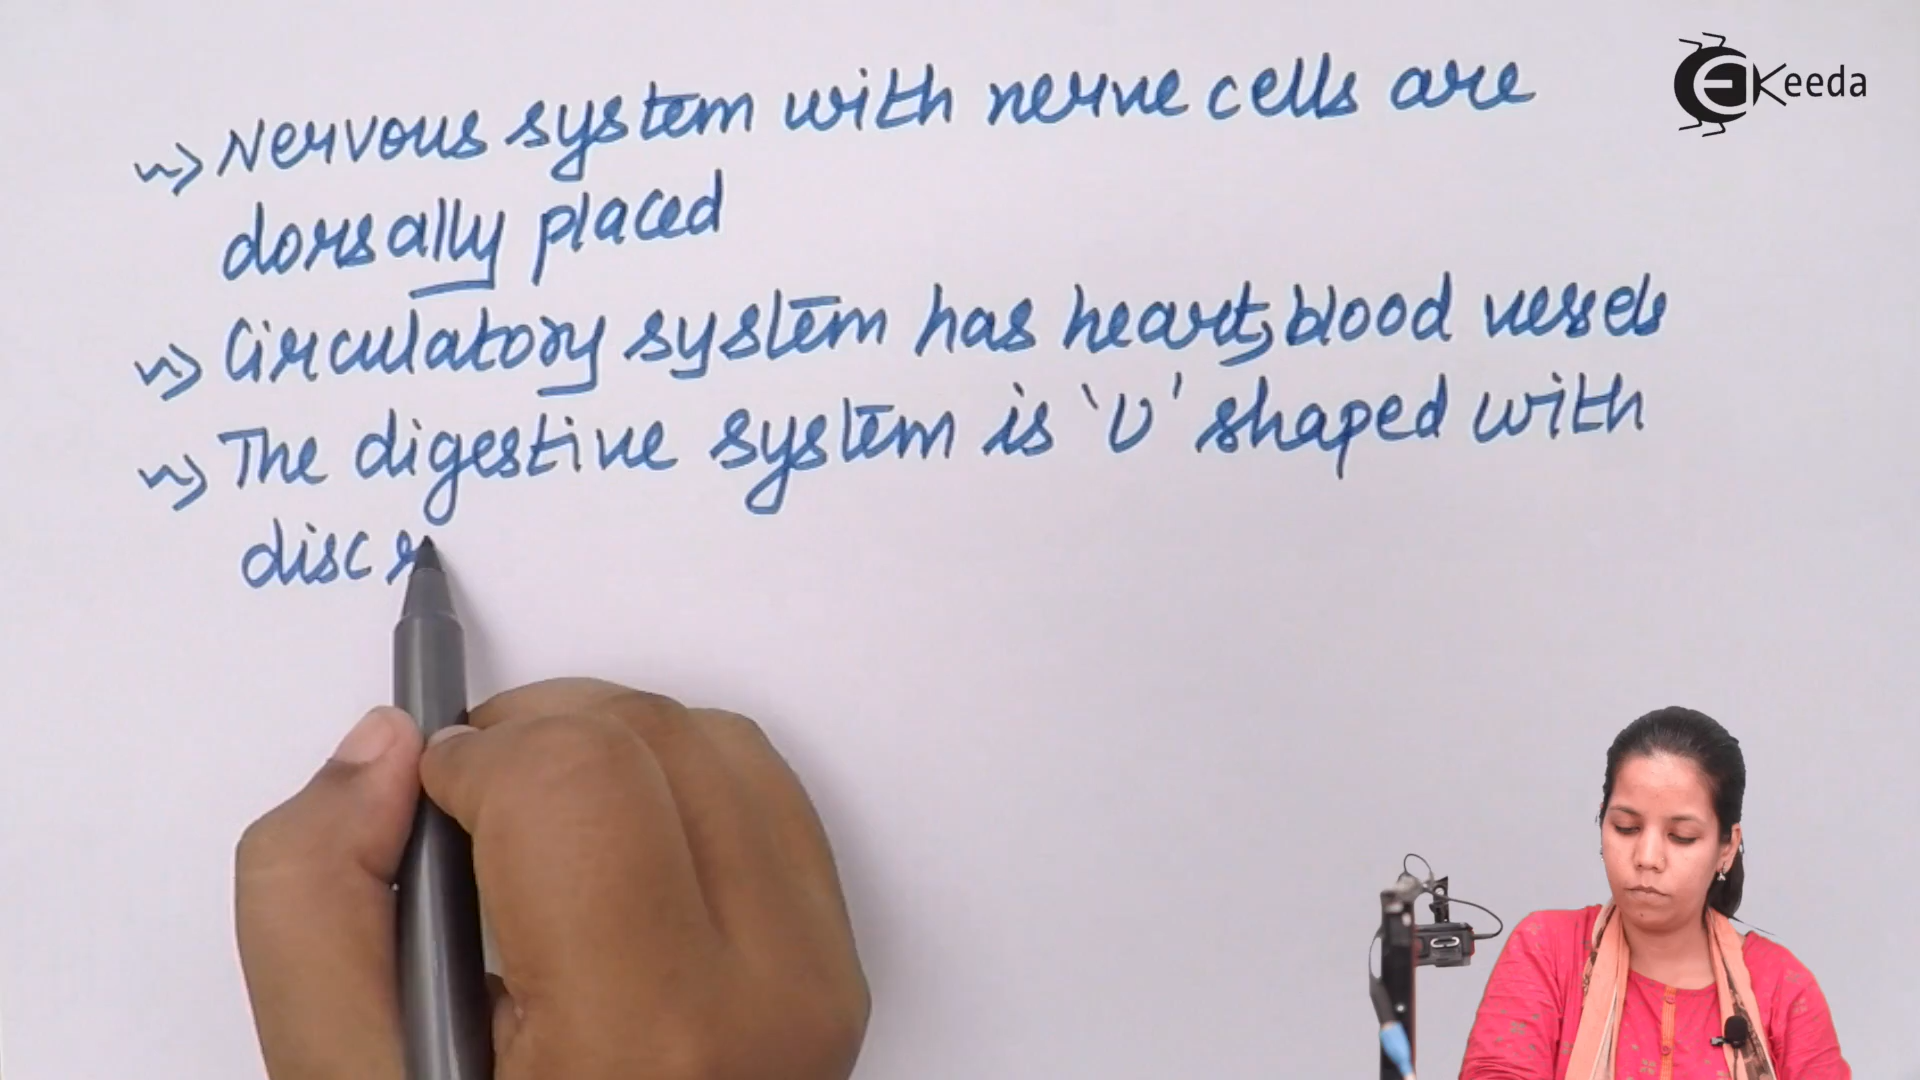 Keeda
~> Nervous system with nerve cells are
dorsally placed
~> Circulatory system has heart, blood vessels
~> The digestive system is 'U' shaped with
discr